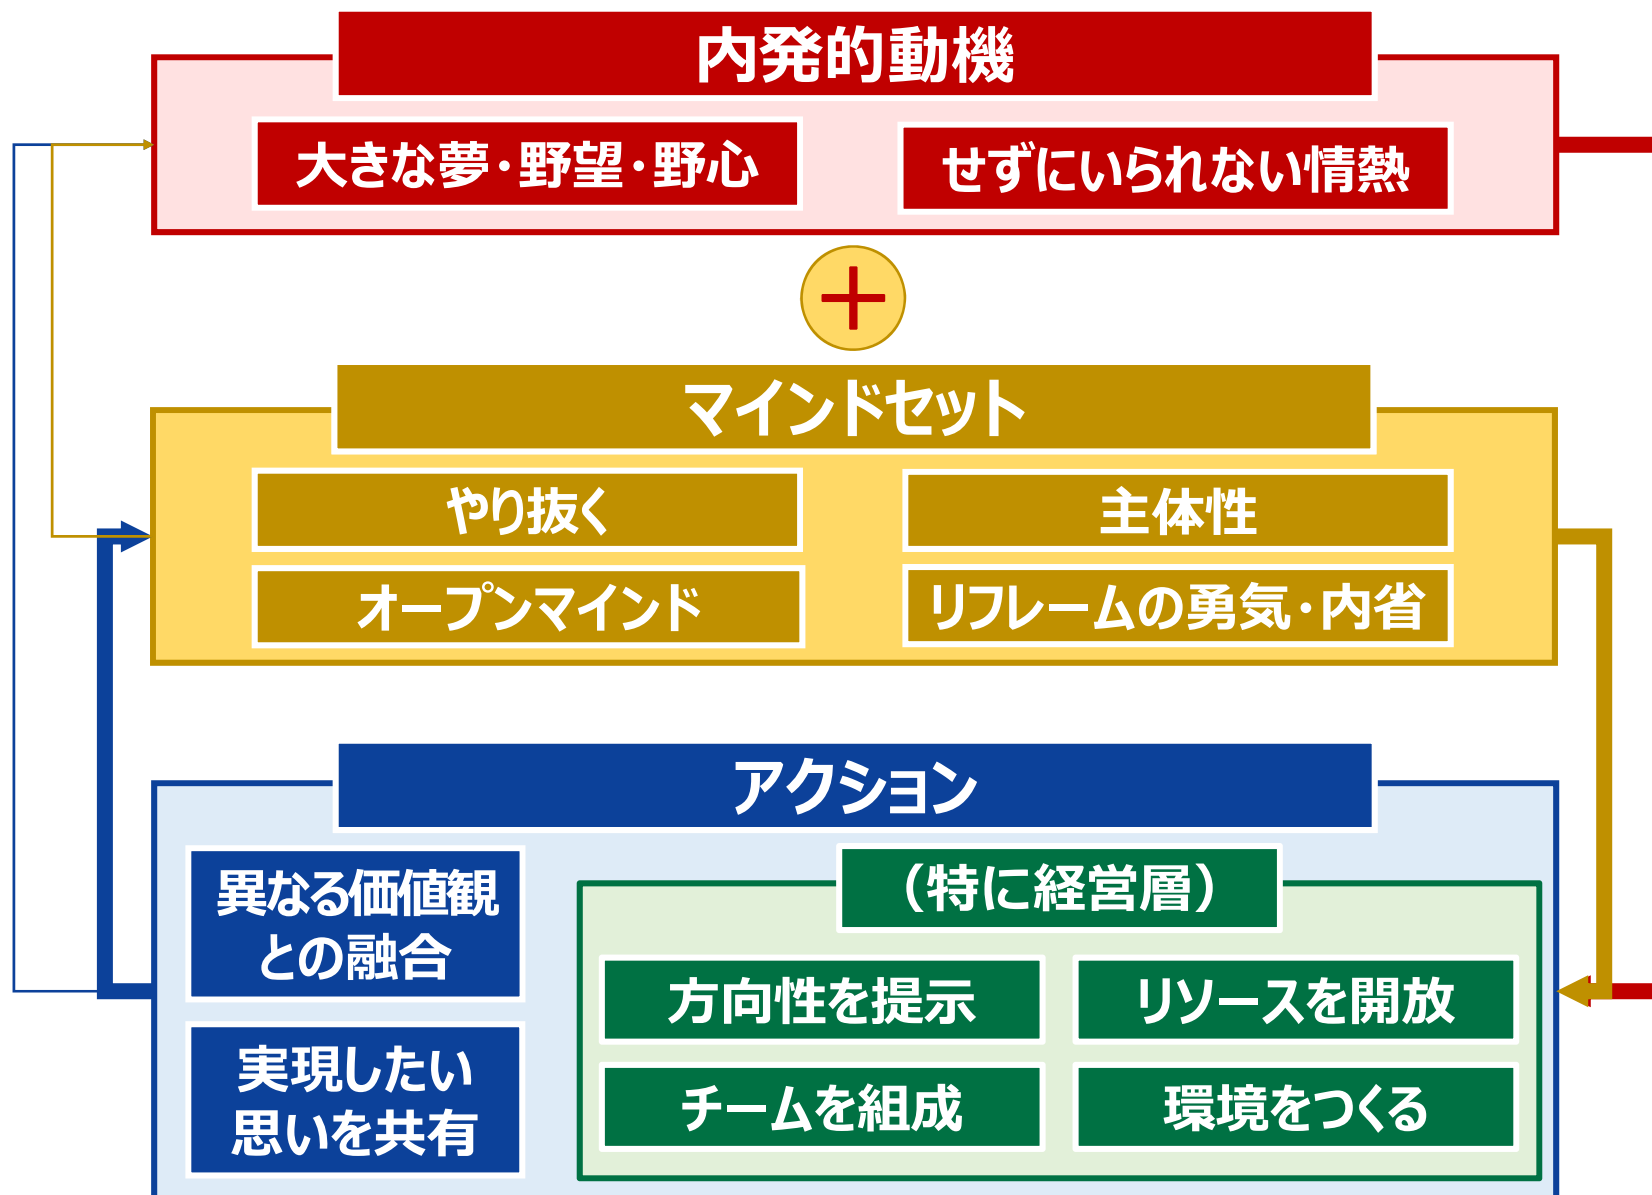 内発的動機
大きな夢・野望・野心
せずにいられない情熱
＋
マインドセット
やり抜く
主体性
オープンマインド
リフレームの勇気・内省
アクション
異なる価値観
との融合
実現したい
思いを共有
（特に経営層）
方向性を提示
リソースを開放
チームを組成
環境をつくる